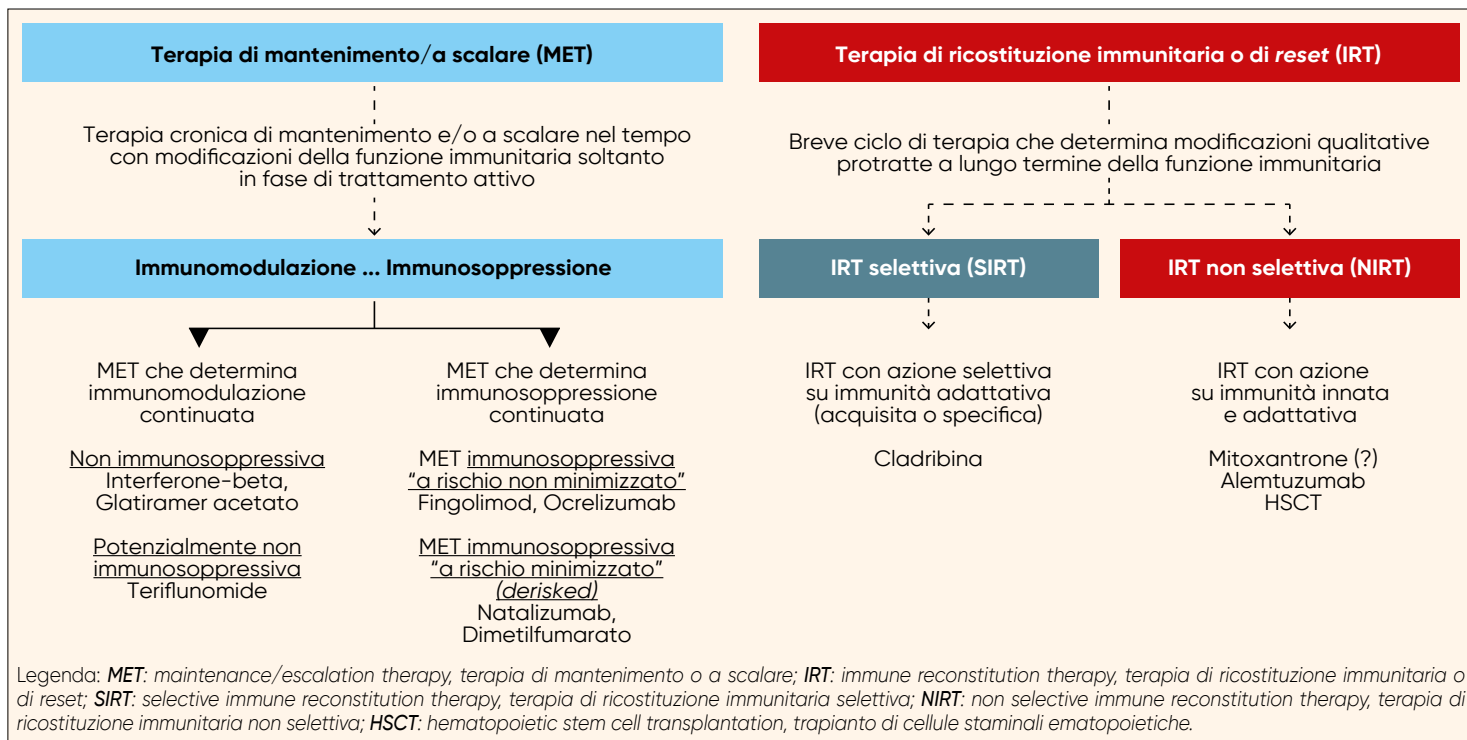 Terapia di mantenimento/a scalare (MET)
Terapia cronica di mantenimento e/o a scalare nel tempo
con modificazioni della funzione immunitaria soltanto
in fase di trattamento attivo
Immunomodulazione ... Immunosoppressione
MET che determina
immunomodulazione
continuata
Non immunosoppressiva
Interferone-beta,
Glatiramer acetato
Potenzialmente non
immunosoppressiva
Teriflunomide
MET che determina
immunosoppressione
continuata
MET immunosoppressiva
“a rischio non minimizzato”
Fingolimod, Ocrelizumab
MET immunosoppressiva
“a rischio minimizzato”
(derisked)
Natalizumab,
Dimetilfumarato
Terapia di ricostituzione immunitaria o di reset (IRT)
Breve ciclo di terapia che determina modificazioni qualitative
protratte a lungo termine della funzione immunitaria
IRT selettiva (SIRT)
IRT con azione selettiva
su immunità adattativa
(acquisita o specifica)
Cladribina
IRT non selettiva (NIRT)
IRT con azione
su immunità innata
e adattativa
Mitoxantrone (?)
Alemtuzumab
HSCT
Legenda: MET: maintenance/escalation therapy, terapia di mantenimento o a scalare; IRT: immune reconstitution therapy, terapia di ricostituzione immunitaria o
di reset; SIRT: selective immune reconstitution therapy, terapia di ricostituzione immunitaria selettiva; NIRT: non selective immune reconstitution therapy, terapia di
ricostituzione immunitaria non selettiva; HSCT: hematopoietic stem cell transplantation, trapianto di cellule staminali ematopoietiche.